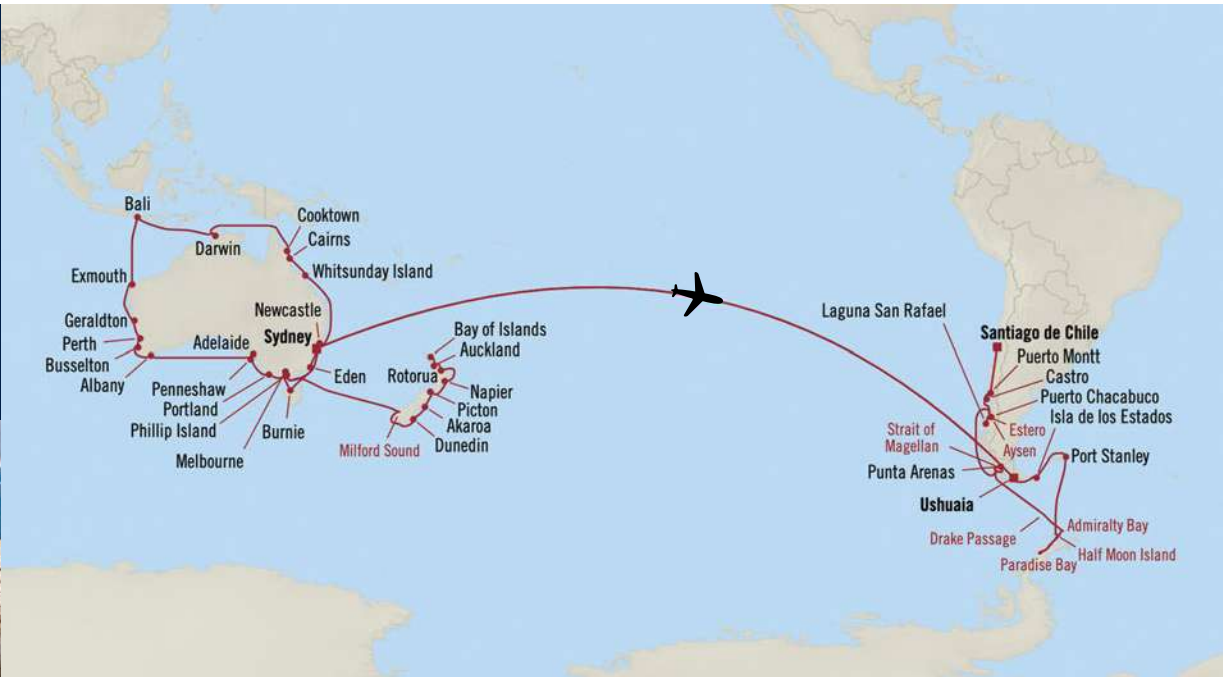 Bali
Cooktown
Cairns
Darwin
Whitsunday Island
Exmouth
Newcastle
Geraldton
Adelaide
Sydney
Perth
Busselton
Albany
Penneshaw
Portland
Phillip Island
Melbourne
Burnie
Eden
Bay of Islands
Auckland
Rotorua
Napier
Picton
Akaroa
Dunedin
Milford Sound
Laguna San Rafael
Santiago de Chile
Puerto Montt
Castro
Puerto Chacabuco
Isla de los Estados
Estero
Aysen
Strait of
Magellan
Port Stanley
Punta Arenas
Ushuaia
Drake Passage
Admiralty Bay
Half Moon Island
Paradise Bay